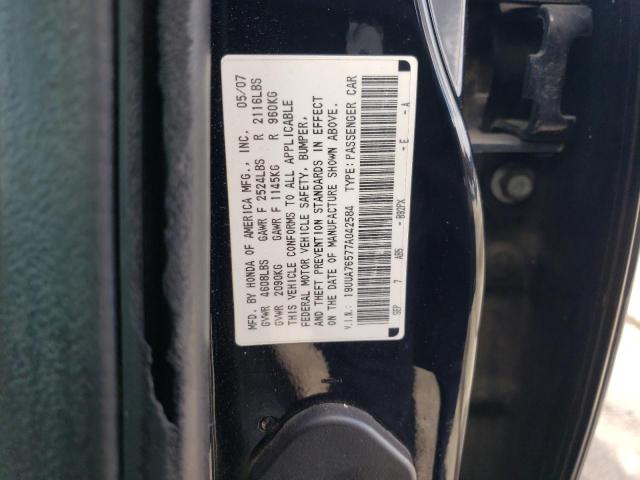 MFD. BY HONDA OF AMERICA MFG., INC. 05/07
GVWR 4608LBS GAWR F 2524LBS R 2116LBS
GVWR 2090KG GAWR F 1145KG R 960KG
THIS VEHICLE CONFORMS TO ALL APPLICABLE
FEDERAL MOTOR VEHICLE SAFETY, BUMPER,
AND THEFT PREVENTION STANDARDS IN EFFECT
ON THE DATE OF MANUFACTURE SHOWN ABOVE.
V.I.N.: 19UUA76577A042584 TYPE: PASSENGER CAR
SEP 7 AB5 - B92PX - E - A